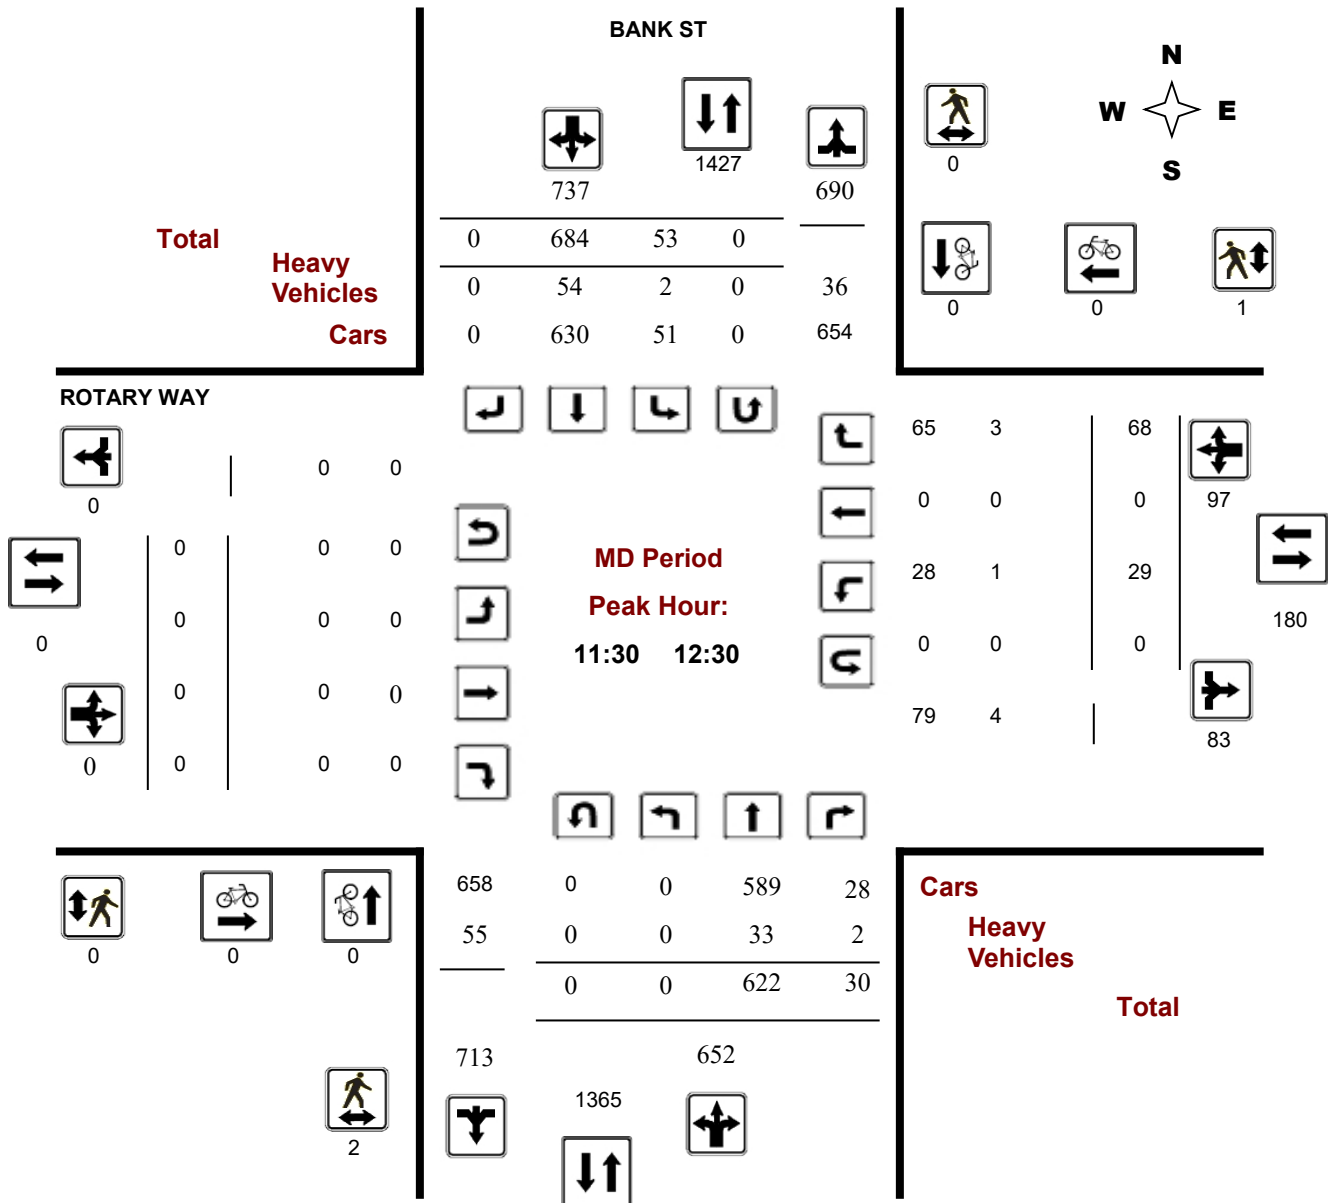 BANK ST
N
W E
S
1427
0
737 690
Total
0 684 53 0
Heavy
Vehicles
0 54 2 0 36
0 0 1
Cars
0 630 51 0 654
ROTARY WAY
65 3 68
0 0
0
0 0 0 97
0 0 0
MD Period
28 1 29
Peak Hour:
0 0 0
180
0
11:30 12:30
0 0 0
0 0 0
79 4
83
0
0 0 0
658 0 0 589 28
Cars
55 0 0 33 2
Heavy
Vehicles
0 0 0
0 0 622 30
Total
713 652
1365
2